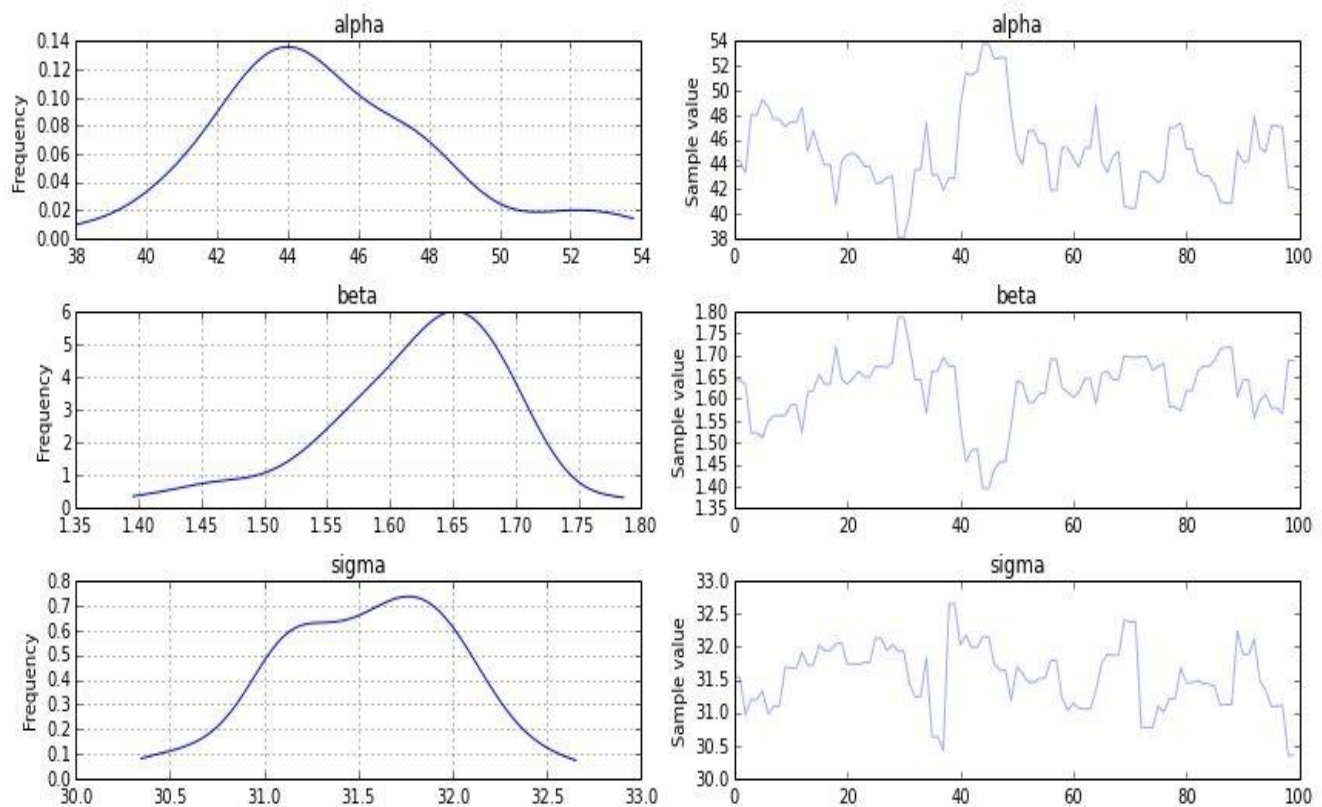 alpha
Frequency
0.14
0.12
0.10
0.08
0.06
0.04
0.02
0.00
38 40 42 44 46 48 50 52 54
alpha
Sample value
54
52
50
48
46
44
42
40
38
0 20 40 60 80 100
beta
Frequency
6
5
4
3
2
1
0
1.35 1.40 1.45 1.50 1.55 1.60 1.65 1.70 1.75 1.80
beta
Sample value
1.80
1.75
1.70
1.65
1.60
1.55
1.50
1.45
1.40
1.35
0 20 40 60 80 100
sigma
Frequency
0.8
0.7
0.6
0.5
0.4
0.3
0.2
0.1
0.0
30.0 30.5 31.0 31.5 32.0 32.5 33.0
sigma
Sample value
33.0
32.5
32.0
31.5
31.0
30.5
30.0
0 20 40 60 80 100